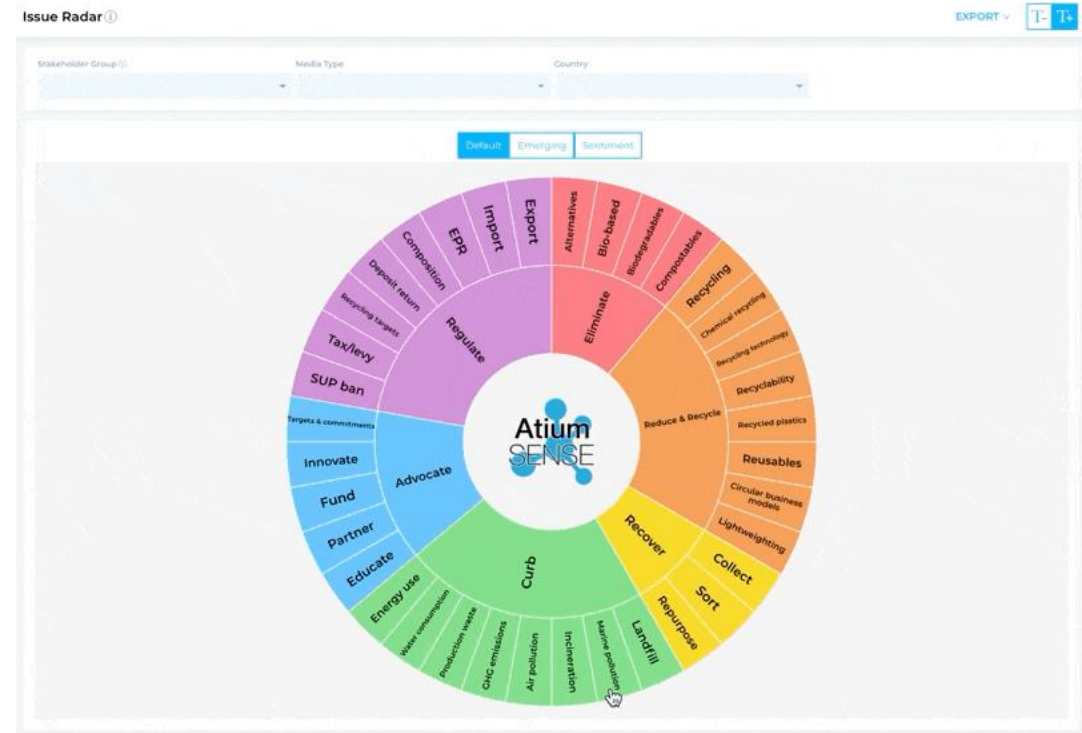 Issue Radar
EXPORT
T-
T+
Stakeholder Group
Media Type
Country
Default
Emerging
Sentiment
Alternatives
Bio-based
Biodegradables
Compostables
Eliminate
Recycling
Chemical recycling
Recycling technology
Recyclability
Recycled plastics
Reusables
Circular business
models
Lightweighting
Reduce & Recycle
Collect
Sort
Repurpose
Recover
Landfill
Marine pollution
Incineration
Air pollution
GHG emissions
Production waste
Water consumption
Energy use
Curb
Educate
Partner
Fund
Innovate
Targets & commitments
Advocate
SUP ban
Tax/levy
Recycling targets
Deposit return
Composition
EPR
Import
Export
Regulate
Atium
SENSE